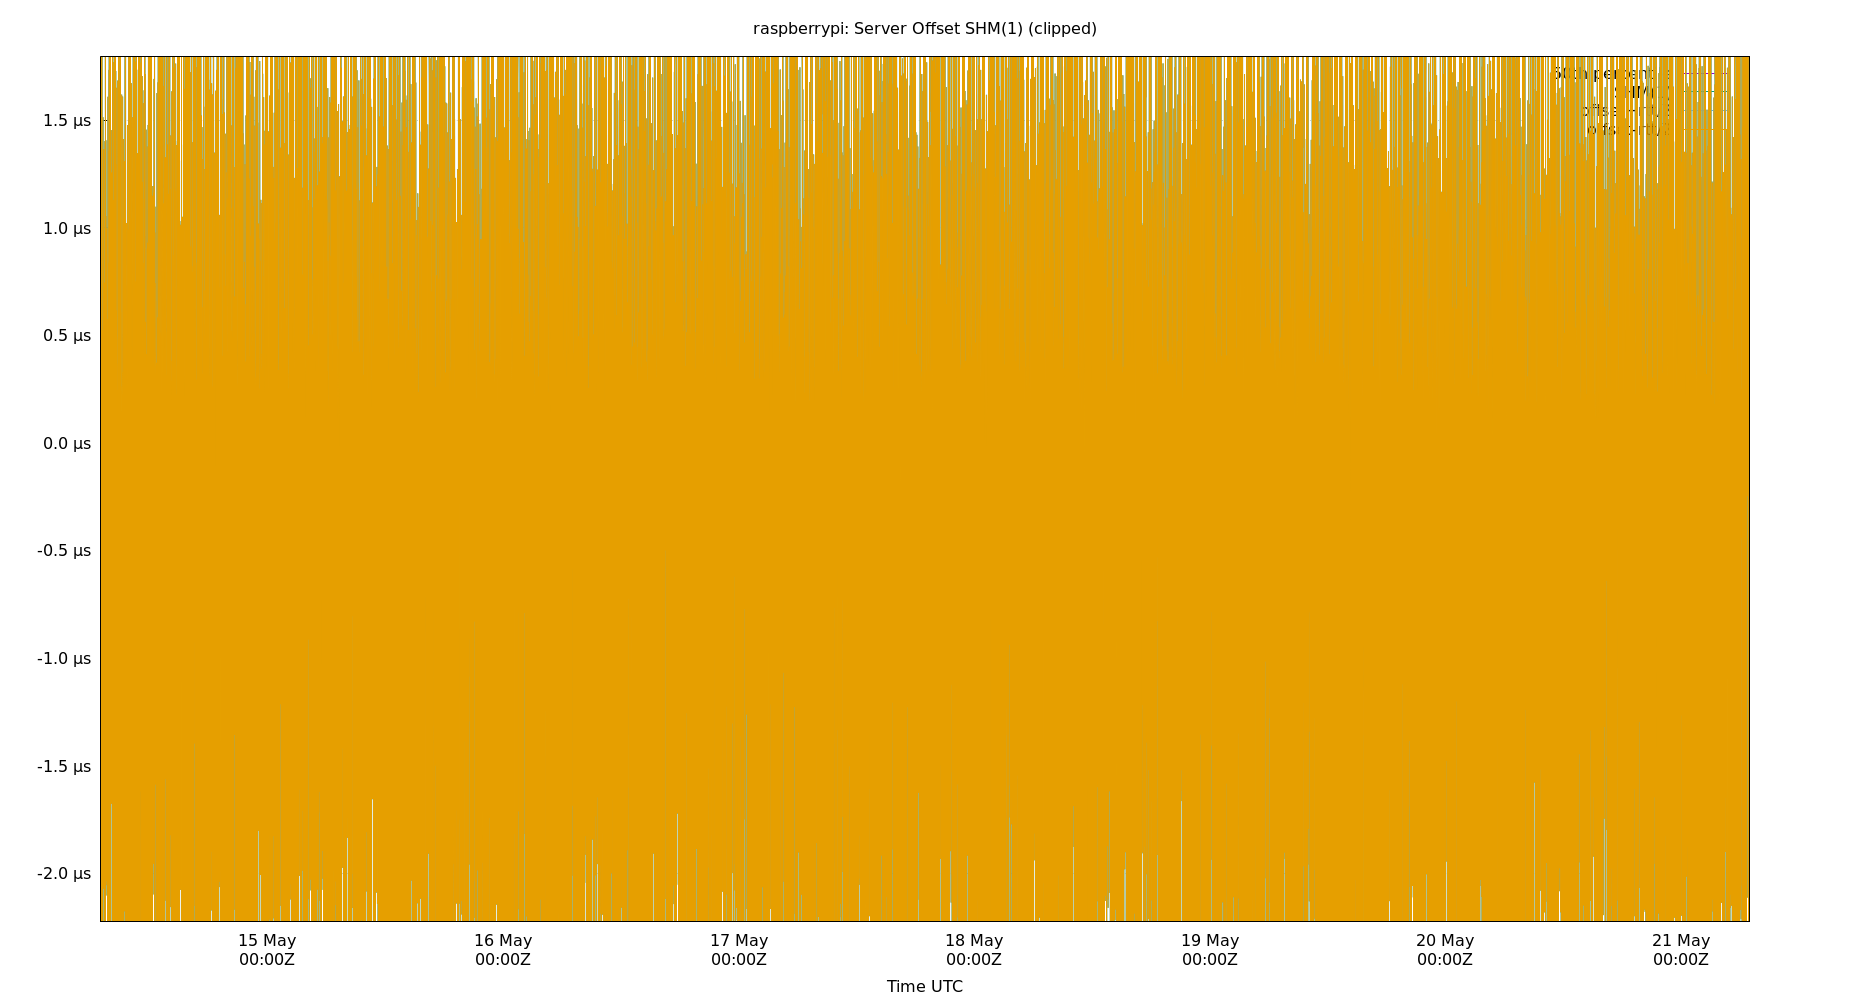 raspberrypi: Server Offset SHM(1) (clipped)
1.5 µs
1.0 µs
0.5 µs
0.0 µs
-0.5 µs
-1.0 µs
-1.5 µs
-2.0 µs
15 May 16 May 17 May 18 May 19 May 20 May 21 May
00:00Z 00:00Z 00:00Z 00:00Z 00:00Z 00:00Z 00:00Z
Time UTC